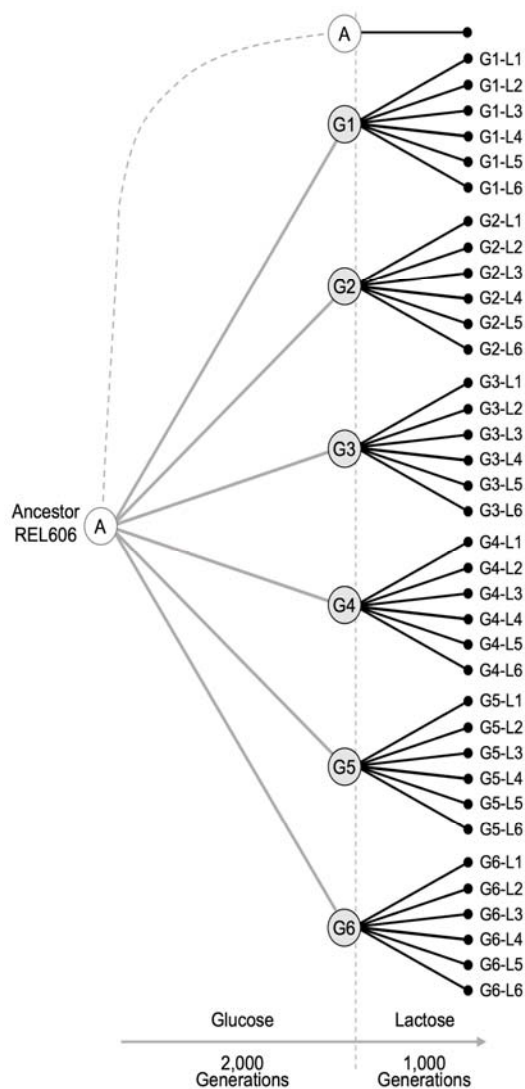 A
G1
G1-L1
G1-L2
G1-L3
G1-L4
G1-L5
G1-L6
G2
G2-L1
G2-L2
G2-L3
G2-L4
G2-L5
G2-L6
G3
G3-L1
G3-L2
G3-L3
G3-L4
G3-L5
G3-L6
Ancestor
REL606
A
G4
G4-L1
G4-L2
G4-L3
G4-L4
G4-L5
G4-L6
G5
G5-L1
G5-L2
G5-L3
G5-L4
G5-L5
G5-L6
G6
G6-L1
G6-L2
G6-L3
G6-L4
G6-L5
G6-L6
Glucose
Lactose
2,000
Generations
1,000
Generations